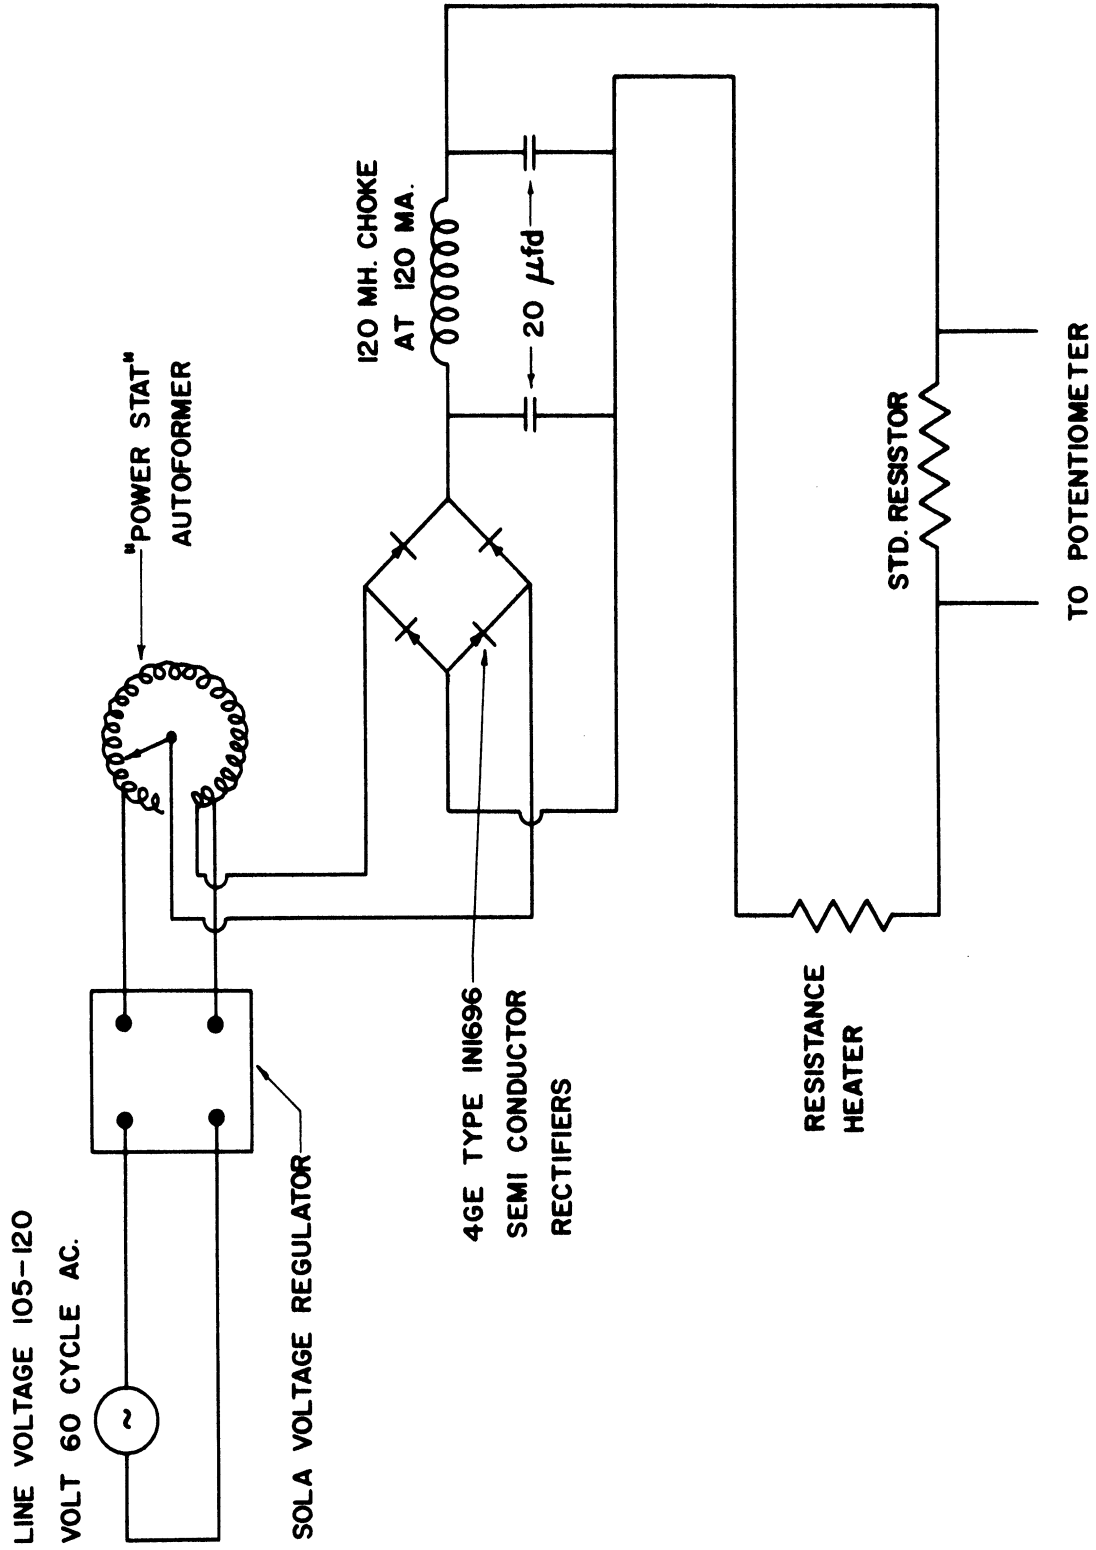 LINE VOLTAGE 105-120
VOLT 60 CYCLE AC.
~
SOLA VOLTAGE REGULATOR
"POWER STAT"
AUTOFORMER
4GE TYPE IN1696
SEMI CONDUCTOR
RECTIFIERS
120 MH. CHOKE
AT 120 MA.
20 μfd
RESISTANCE
HEATER
STD. RESISTOR
TO POTENTIOMETER